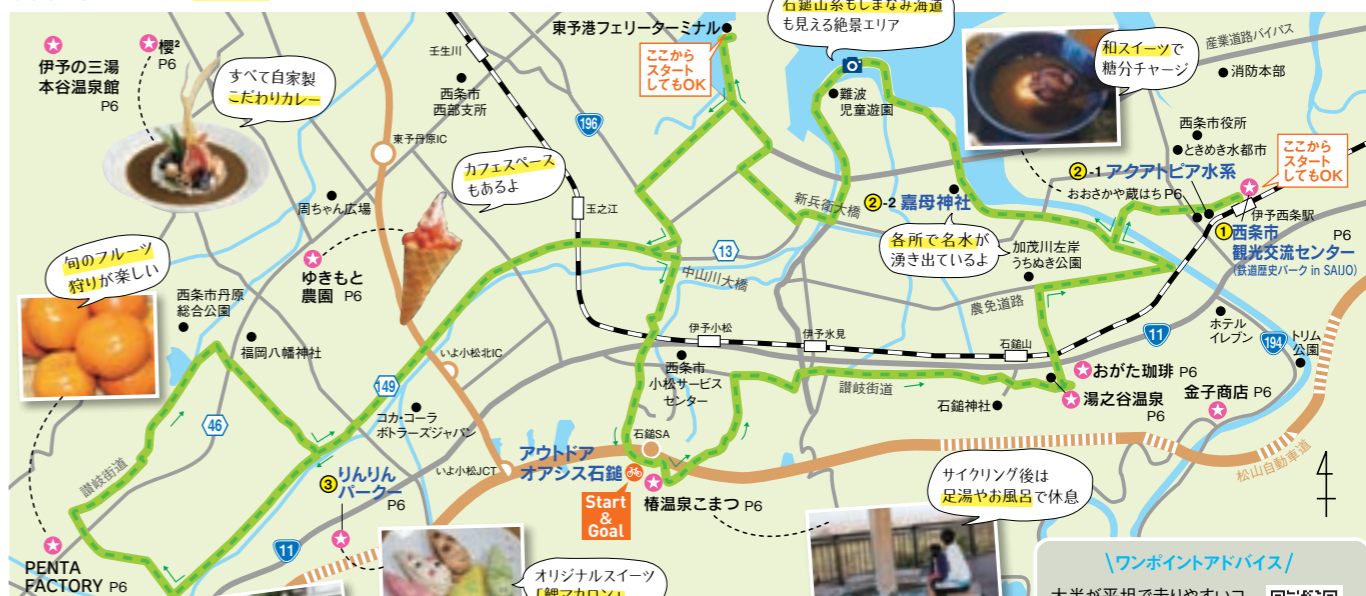 石鎚山系もしまなみ海道
も見える絶景エリア
東予港フェリーターミナル
ここから
スタート
してもOK
壬生川
西条市
西部支所
196
東予丹原IC
櫻²
P6
伊予の三湯
本谷温泉館
P6
すべて自家製
こだわりカレー
難波
児童遊園
和スイーツで
糖分チャージ
産業道路バイパス
消防本部
西条市役所
ときめき水都市
②-1 アクアトピア水系
おおさかや蔵はち P6
ここから
スタート
してもOK
伊予西条駅
①西条市
観光交流センター
(鉄道歴史パーク in SAIJO)
P6
カフェスペース
もあるよ
周ちゃん広場
玉之江
新兵衛大橋
②-2 嘉母神社
各所で名水が
湧き出ているよ
加茂川左岸
うちぬき公園
13
中山川大橋
農免道路
旬のフルーツ
狩りが楽しい
西条市丹原
総合公園
ゆきもと
農園 P6
福岡八幡神社
いよ小松北IC
伊予小松
伊予氷見
石鎚山
11
ホテル
イレブン
194
トリム
公園
西条市
小松サービス
センター
讃岐街道
おがた珈琲 P6
湯之谷温泉
P6
石鎚神社
金子商店 P6
149
46
コカ・コーラ
ボトラーズジャパン
讃岐街道
石鎚SA
いよ小松JCT
アウトドア
オアシス石鎚
Start
&
Goal
椿温泉こまつ P6
松山自動車道
サイクリング後は
足湯やお風呂で休息
③りんりん
パークー
P6
11
PENTA
FACTORY P6
オリジナルスイーツ
「鯉マカロン」
4
ワンポイントアドバイス
大半が平坦で走りやすいコ